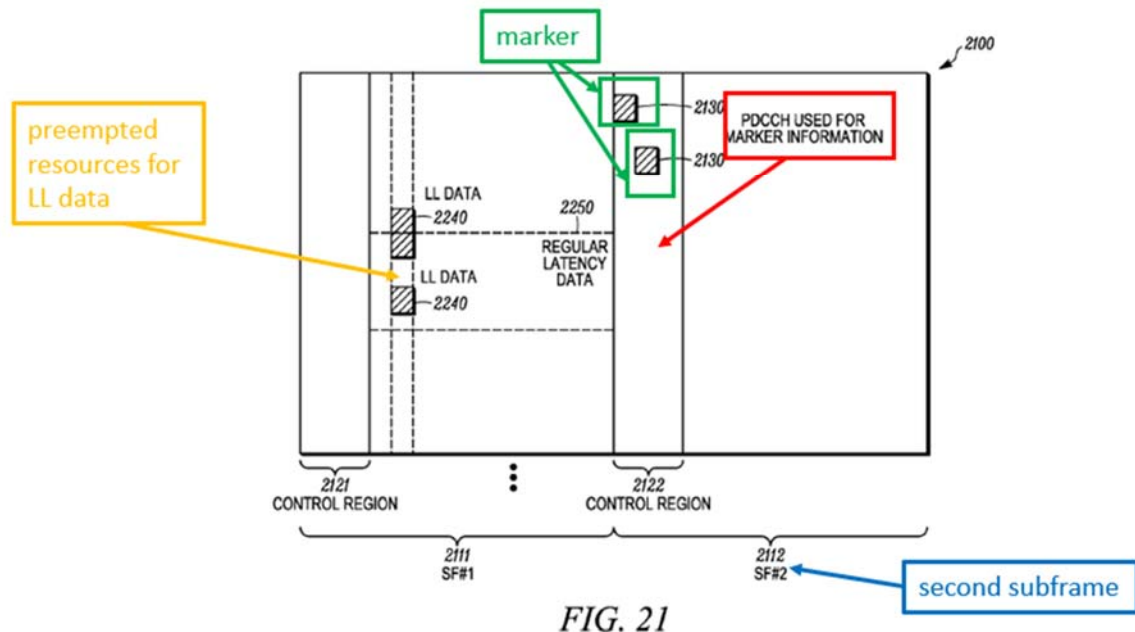 marker
2100
preempted
resources for
LL data
2130
PDCCH USED FOR
MARKER INFORMATION
2130
LL DATA
2240
2250
REGULAR
LATENCY
DATA
LL DATA
2240
2121
CONTROL REGION
2122
CONTROL REGION
2111
SF#1
2112
SF#2
second subframe
FIG. 21